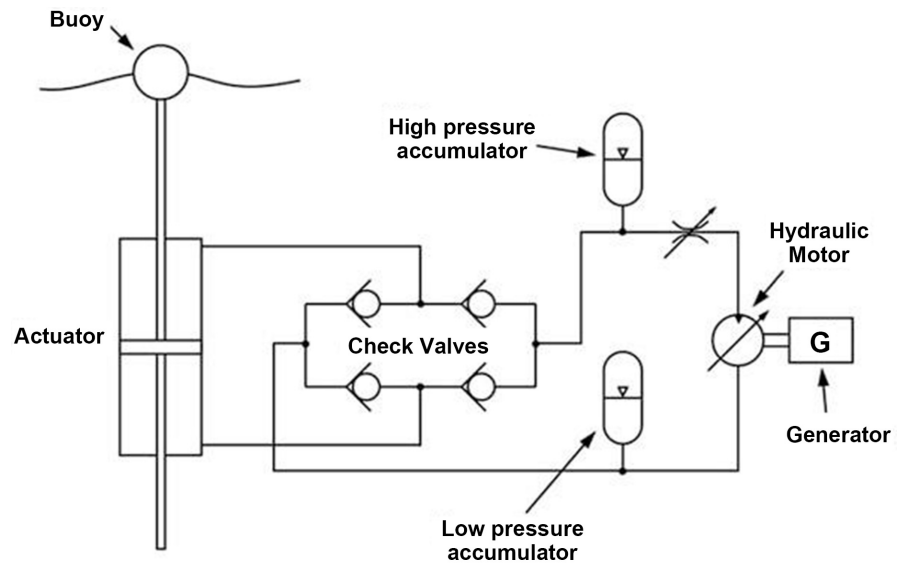 Buoy
High pressure
accumulator
Hydraulic
Motor
Actuator
Check Valves
G
Generator
Low pressure
accumulator